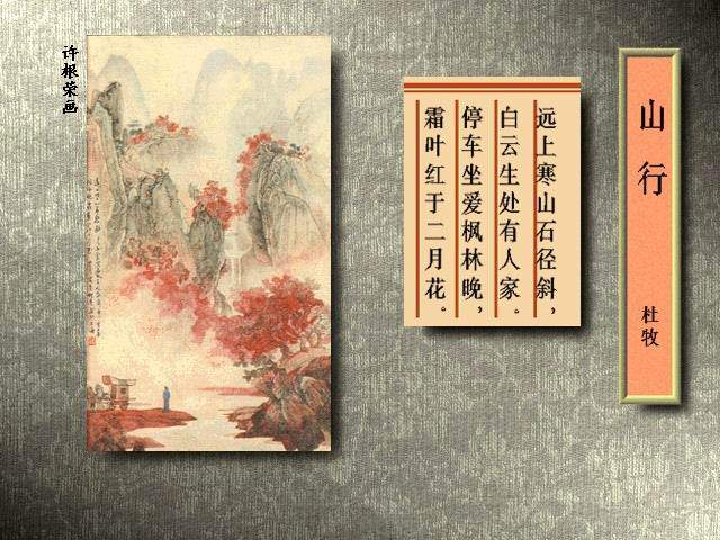 山行
杜牧
远上寒山石径斜，
白云生处有人家。
停车坐爱枫林晚，
霜叶红于二月花。
许根荣画